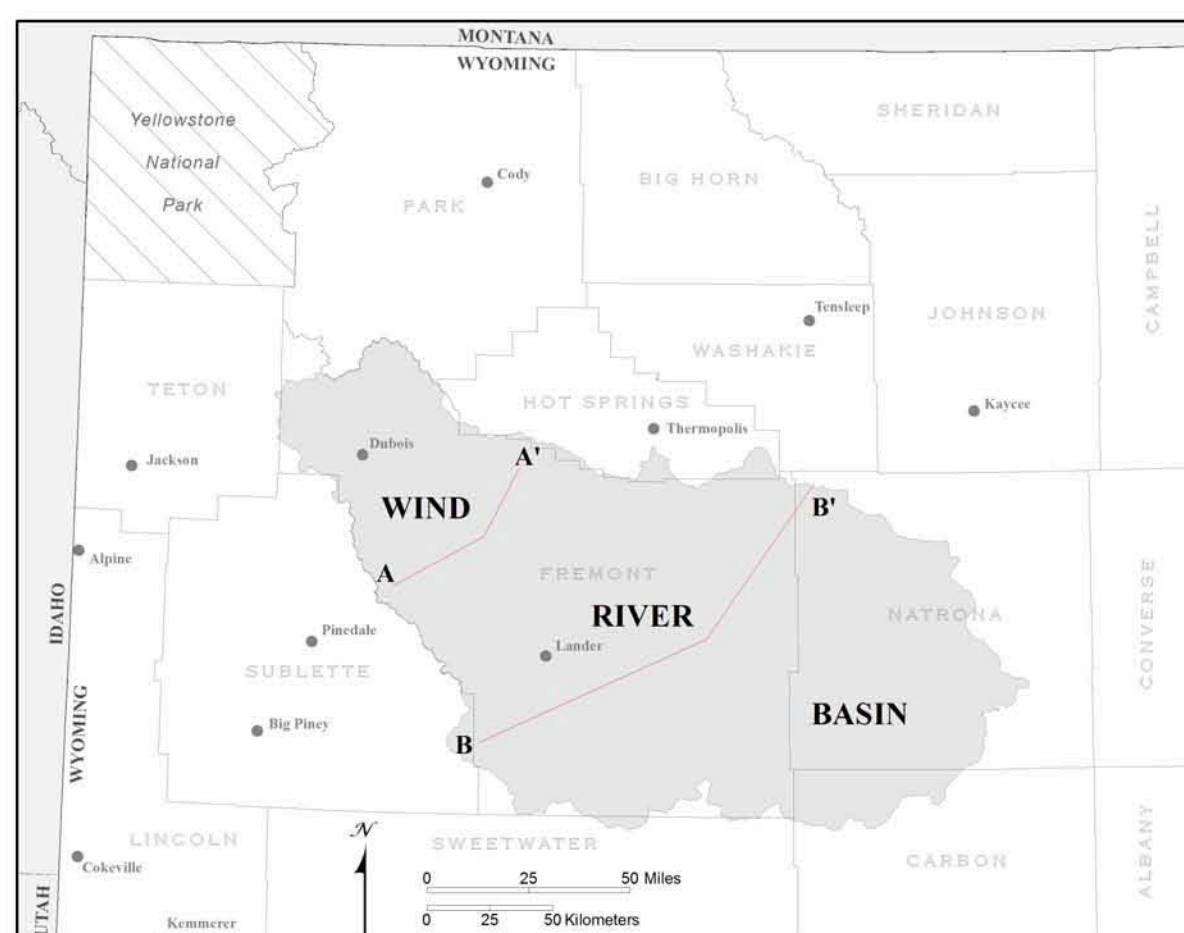 MONTANA
WYOMING
Yellowstone
National
Park
SHERIDAN
Cody
BIG HORN
PARK
CAMPBELL
Tensleep
JOHNSON
WASHAKIE
TETON
HOT SPRINGS
Kaycee
Thermopolis
Dubois
Jackson
A'
WIND
B'
Alpine
A
FREMONT
IDAHO
NATRONA
CONVERSE
RIVER
Pinedale
Lander
SUBLETTE
WYOMING
Big Piney
BASIN
B
N
LINCOLN
SWEETWATER
CARBON
ALBANY
Cokeville
0 25 50 Miles
UTAH
0 25 50 Kilometers
Kemmerer